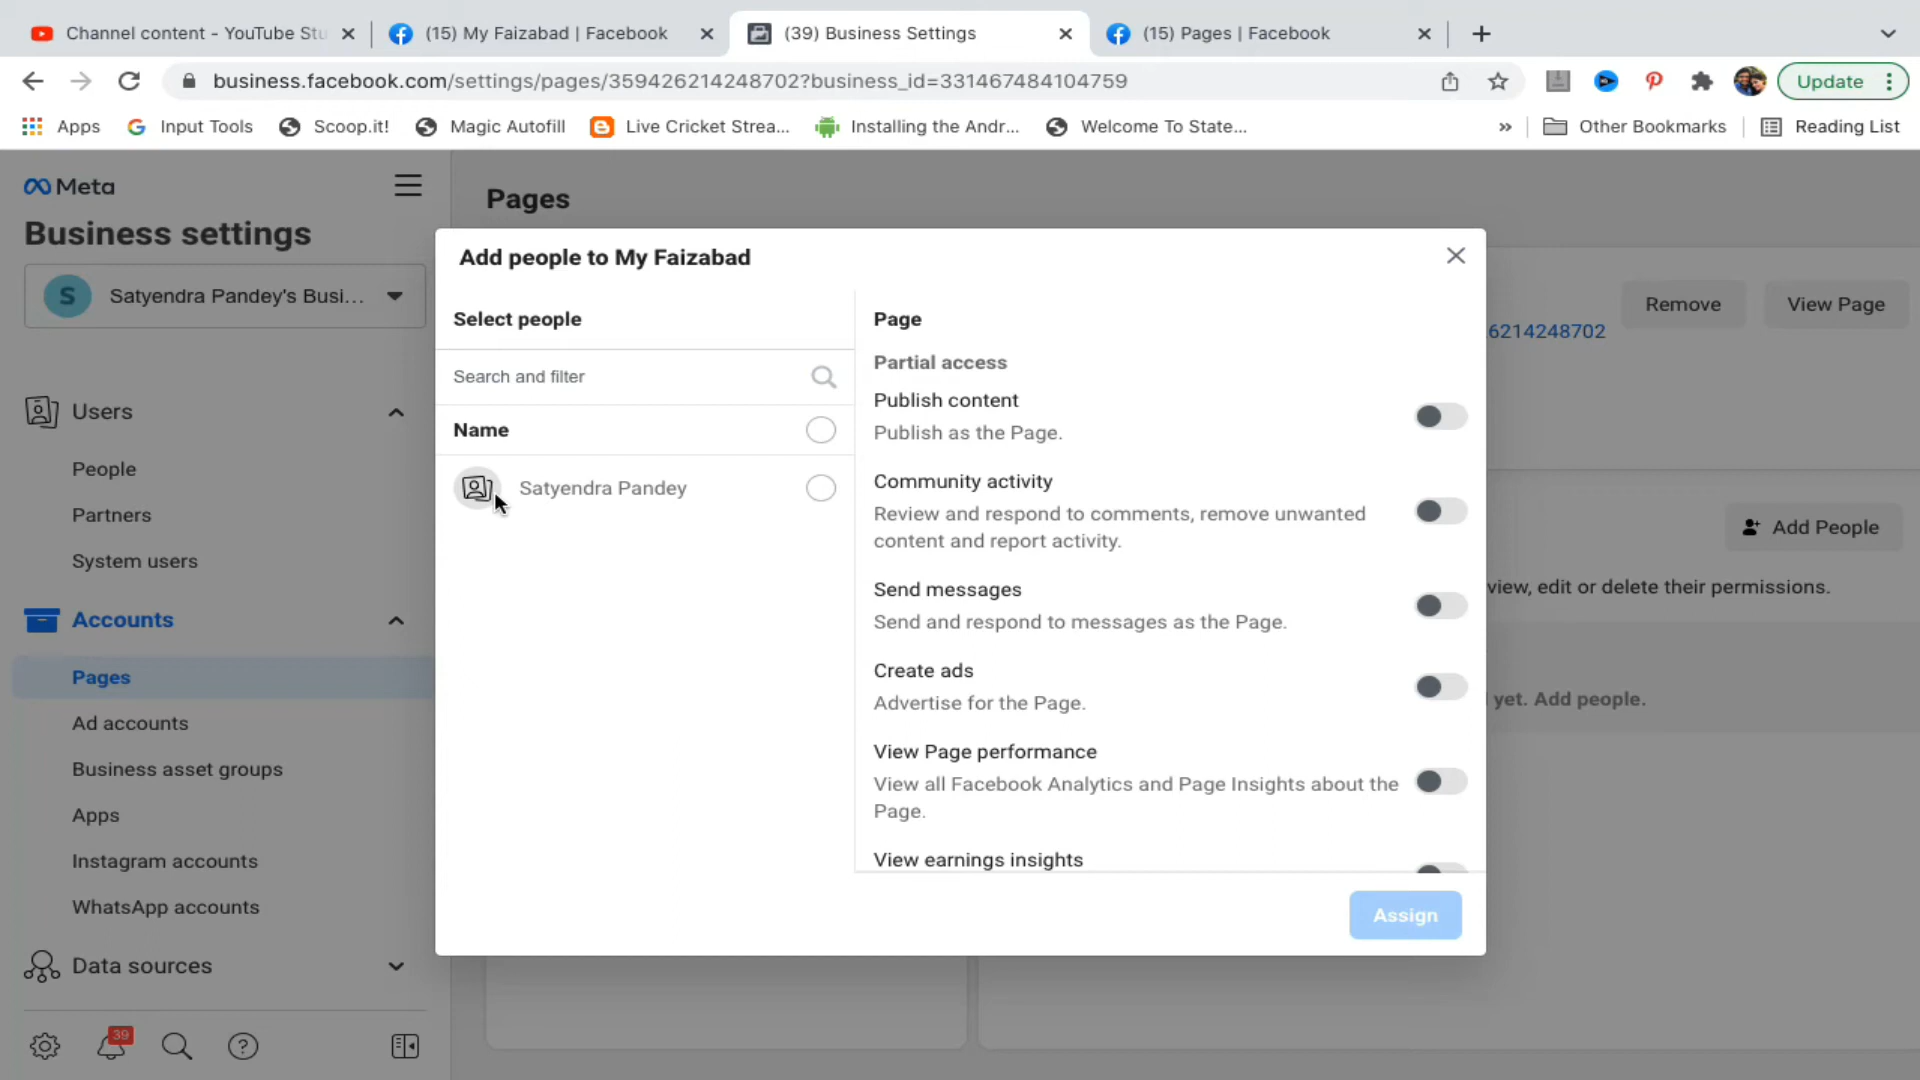 Channel content - YouTube Stu
(15) My Faizabad | Facebook
(39) Business Settings
(15) Pages | Facebook
business.facebook.com/settings/pages/359426214248702?business_id=331467484104759
Update
Apps
Input Tools
Scoop.it!
Magic Autofill
Live Cricket Strea...
Installing the Andr...
Welcome To State...
»
Other Bookmarks
Reading List
Meta
Business settings
S
Satyendra Pandey's Busi...
Users
People
Partners
System users
Accounts
Pages
Ad accounts
Business asset groups
Apps
Instagram accounts
WhatsApp accounts
Data sources
39
Pages
Remove
View Page
6214248702
Add People
view, edit or delete their permissions.
yet. Add people.
Add people to My Faizabad
Select people
Search and filter
Name
Satyendra Pandey
Page
Partial access
Publish content
Publish as the Page.
Community activity
Review and respond to comments, remove unwanted
content and report activity.
Send messages
Send and respond to messages as the Page.
Create ads
Advertise for the Page.
View Page performance
View all Facebook Analytics and Page Insights about the
Page.
View earnings insights
Assign